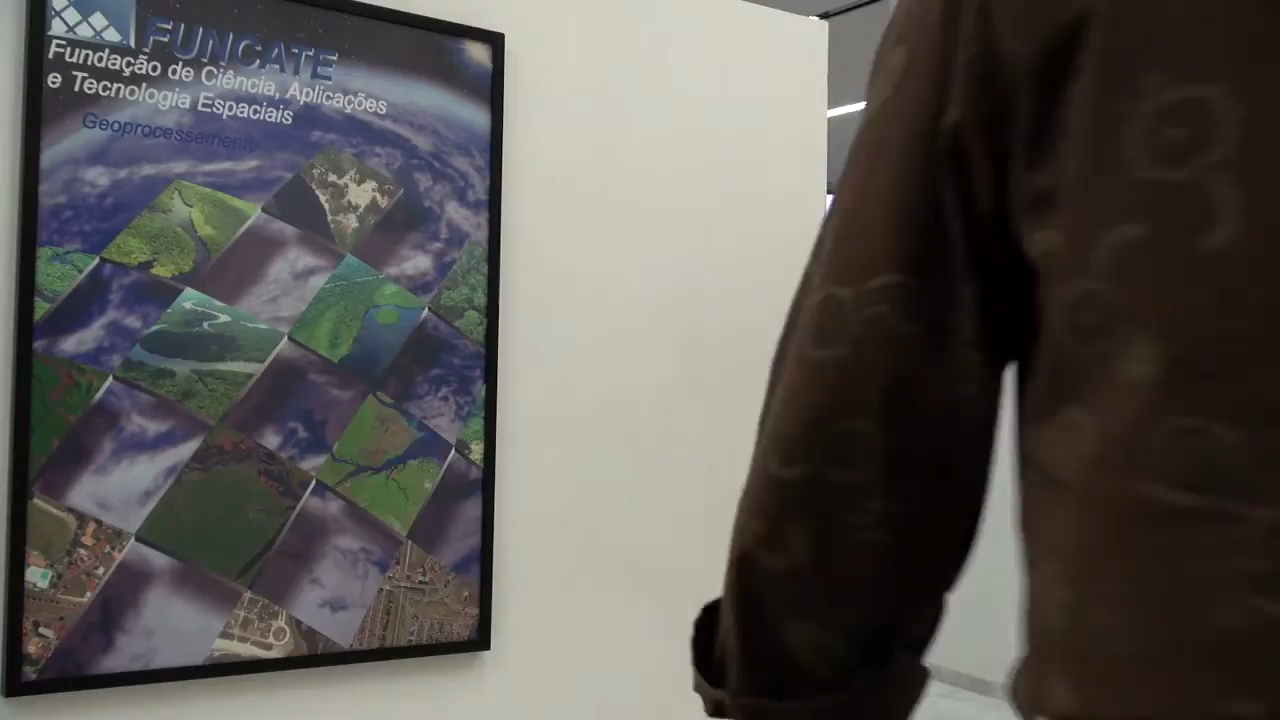 FUNCATE
Fundação de Ciência, Aplicações
e Tecnologia Espaciais
Geoprocessamento